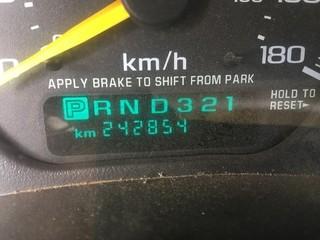 km/h
180
APPLY BRAKE TO SHIFT FROM PARK
PRND321
HOLD TO
RESET
km 242854